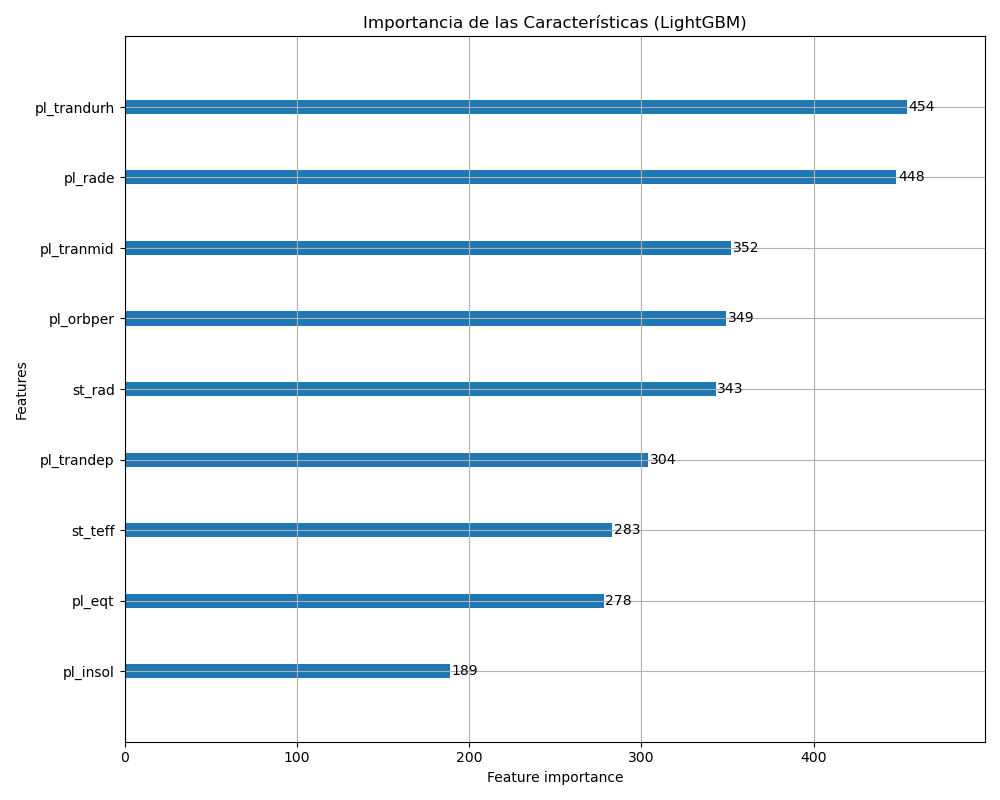 Importancia de las Características (LightGBM)
pl_trandurh 454
pl_rade 448
pl_tranmid 352
pl_orbper 349
st_rad 343
pl_trandep 304
st_teff 283
pl_eqt 278
pl_insol 189
Features
0 100 200 300 400
Feature importance